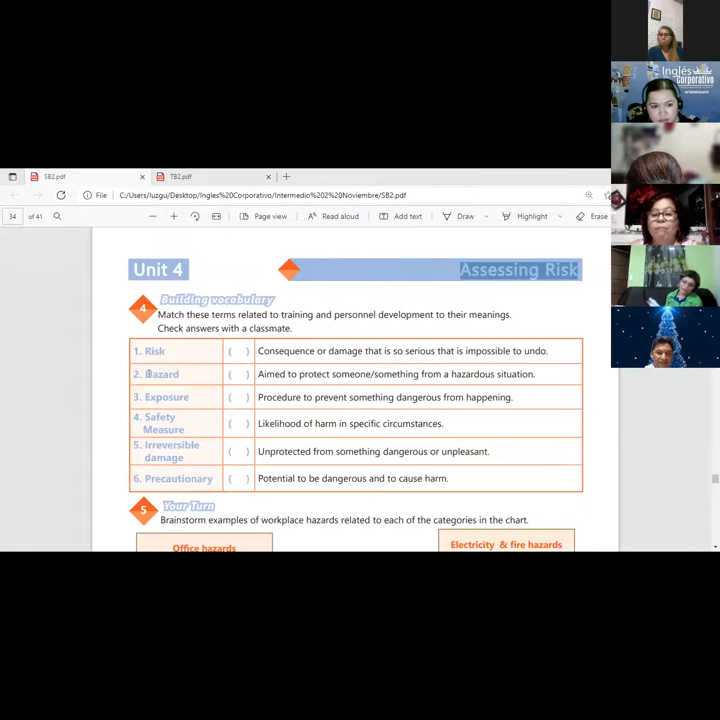 SB2.pdf
TB2.pdf
File C:/Users/luzgu/Desktop/Ingles%20Corporativo/Intermedio%202%20Noviembre/SB2.pdf
34 of 41 Page view Read aloud Add text Draw Highlight Erase
Inglés
Corporativo
INTERMEDIATE
Unit 4
Assessing Risk
4 Building vocabulary
Match these terms related to training and personnel development to their meanings.
Check answers with a classmate.
1. Risk ( ) Consequence or damage that is so serious that is impossible to undo.
2. Hazard ( ) Aimed to protect someone/something from a hazardous situation.
3. Exposure ( ) Procedure to prevent something dangerous from happening.
4. Safety
Measure ( ) Likelihood of harm in specific circumstances.
5. Irreversible
damage ( ) Unprotected from something dangerous or unpleasant.
6. Precautionary ( ) Potential to be dangerous and to cause harm.
5 Your Turn
Brainstorm examples of workplace hazards related to each of the categories in the chart.
Office hazards
Electricity & fire hazards